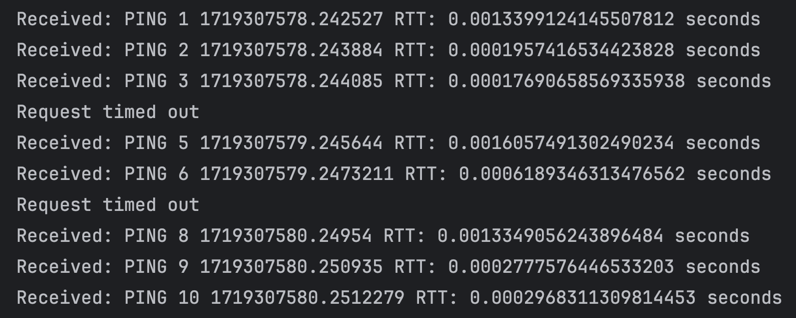 Received: PING 1 1719307578.242527 RTT: 0.0013399124145507812 seconds
Received: PING 2 1719307578.243884 RTT: 0.0001957416534423828 seconds
Received: PING 3 1719307578.244085 RTT: 0.00017690658569335938 seconds
Request timed out
Received: PING 5 1719307579.245644 RTT: 0.0016057491302490234 seconds
Received: PING 6 1719307579.2473211 RTT: 0.0006189346313476562 seconds
Request timed out
Received: PING 8 1719307580.24954 RTT: 0.0013349056243896484 seconds
Received: PING 9 1719307580.250935 RTT: 0.0002777576446533203 seconds
Received: PING 10 1719307580.2512279 RTT: 0.0002968311309814453 seconds